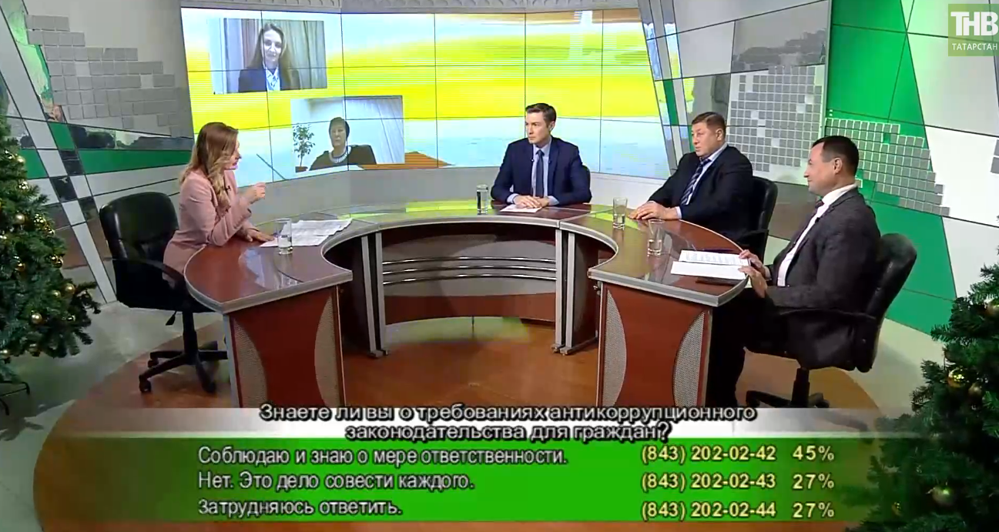 ТНВ
ТАТАРСТАН
Знаете ли вы о требованиях антикоррупционного
законодательства для граждан?
Соблюдаю и знаю о мере ответственности. (843) 202-02-42 45%
Нет. Это дело совести каждого. (843) 202-02-43 27%
Затрудняюсь ответить. (843) 202-02-44 27%